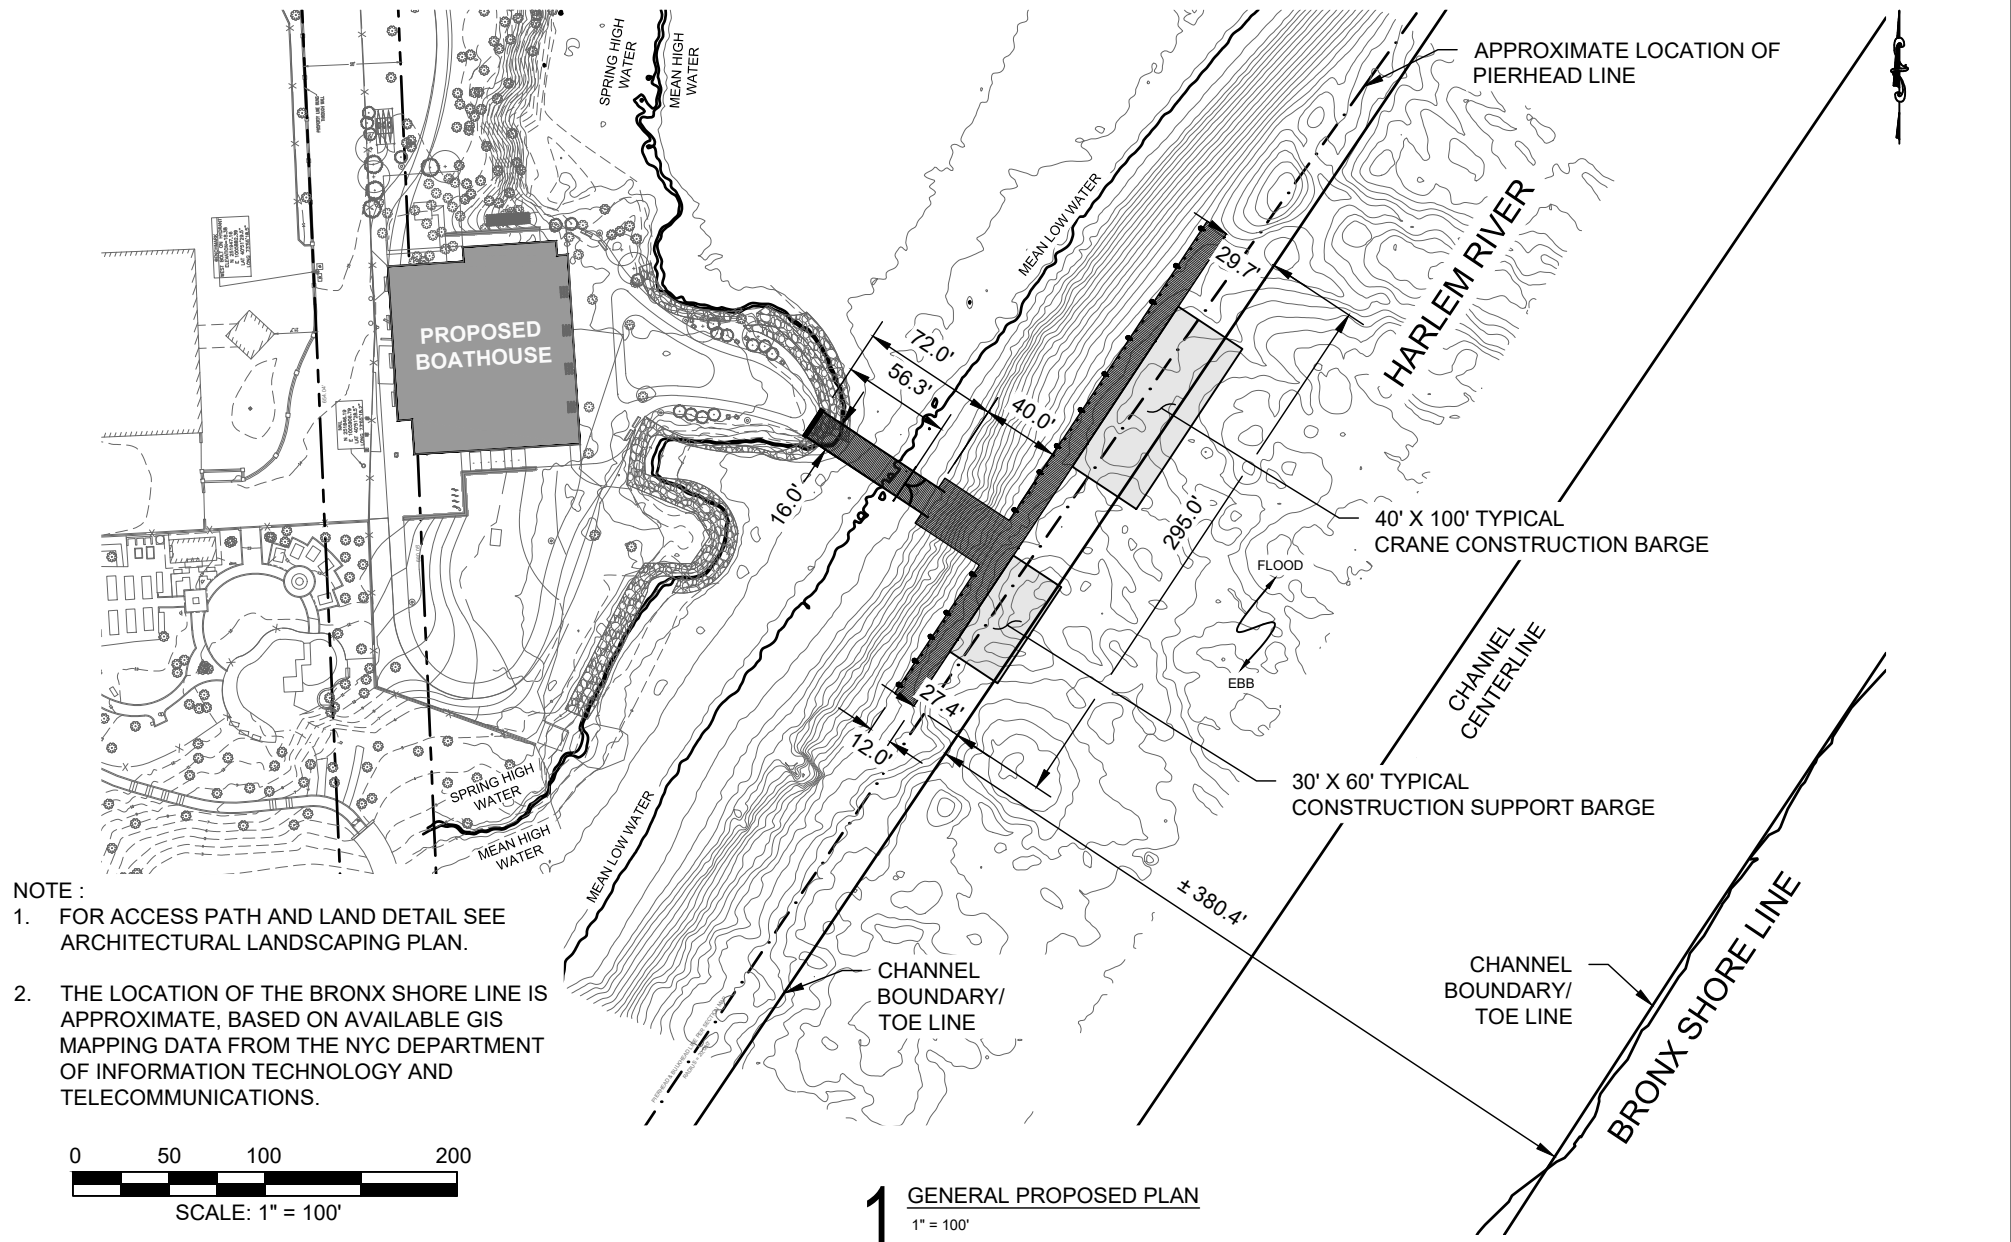 APPROXIMATE LOCATION OF
PIERHEAD LINE
SPRING HIGH
WATER
MEAN HIGH
WATER
MEAN LOW WATER
HARLEM RIVER
PROPOSED
BOATHOUSE
29.7'
72.0'
56.3'
40.0'
16.0'
295.0'
40' X 100' TYPICAL
CRANE CONSTRUCTION BARGE
FLOOD
EBB
CHANNEL
CENTERLINE
27.4'
12.0'
30' X 60' TYPICAL
CONSTRUCTION SUPPORT BARGE
SPRING HIGH
WATER
MEAN HIGH
WATER
MEAN LOW WATER
± 380.4'
CHANNEL
BOUNDARY/
TOE LINE
CHANNEL
BOUNDARY/
TOE LINE
BRONX SHORE LINE
NOTE :
1. FOR ACCESS PATH AND LAND DETAIL SEE
ARCHITECTURAL LANDSCAPING PLAN.
2. THE LOCATION OF THE BRONX SHORE LINE IS
APPROXIMATE, BASED ON AVAILABLE GIS
MAPPING DATA FROM THE NYC DEPARTMENT
OF INFORMATION TECHNOLOGY AND
TELECOMMUNICATIONS.
0 50 100 200
SCALE: 1" = 100'
1 GENERAL PROPOSED PLAN
1" = 100'